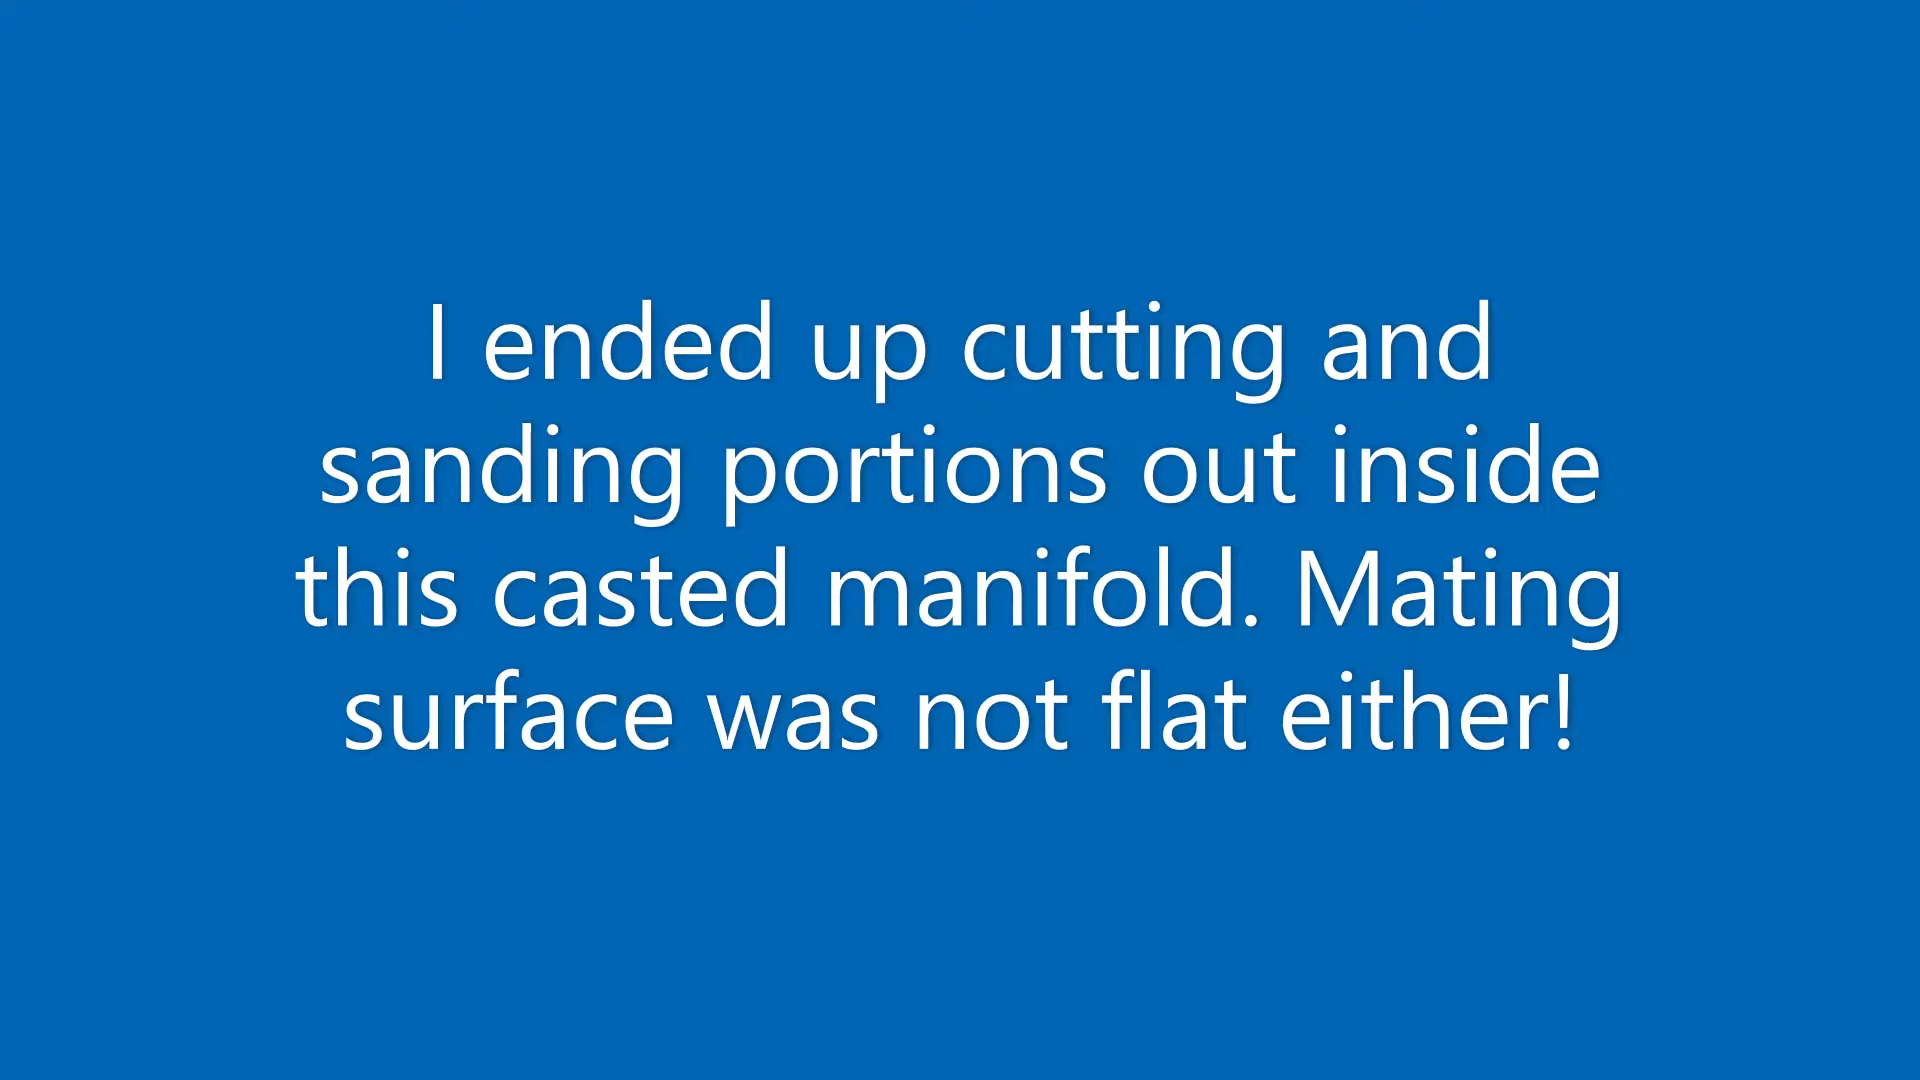 I ended up cutting and
sanding portions out inside
this casted manifold. Mating
surface was not flat either!